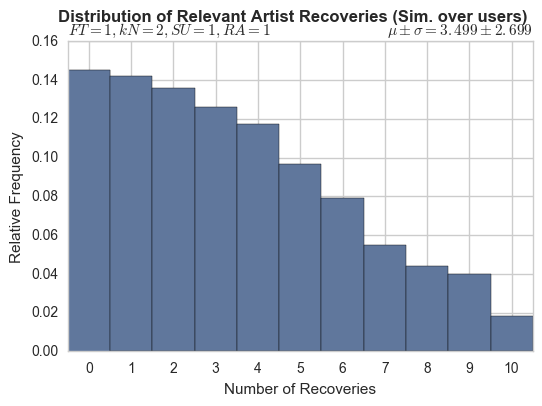 Distribution of Relevant Artist Recoveries (Sim. over users)
FT = 1, kN = 2, SU = 1, RA = 1
μ ± σ = 3.499 ± 2.699
0.16
0.14
0.12
0.10
0.08
0.06
0.04
0.02
0.00
Relative Frequency
0 1 2 3 4 5 6 7 8 9 10
Number of Recoveries